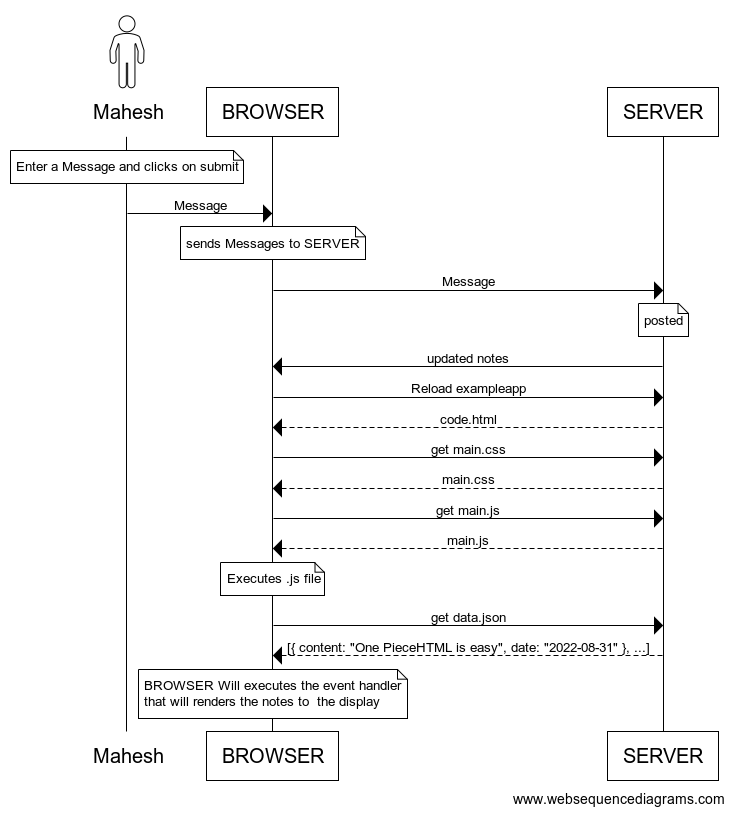 Mahesh
BROWSER
SERVER
Enter a Message and clicks on submit
Message
sends Messages to SERVER
Message
posted
updated notes
Reload exampleapp
code.html
get main.css
main.css
get main.js
main.js
Executes .js file
get data.json
[{ content: "One PieceHTML is easy", date: "2022-08-31" }, ...]
BROWSER Will executes the event handler
that will renders the notes to  the display
Mahesh
BROWSER
SERVER
www.websequencediagrams.com